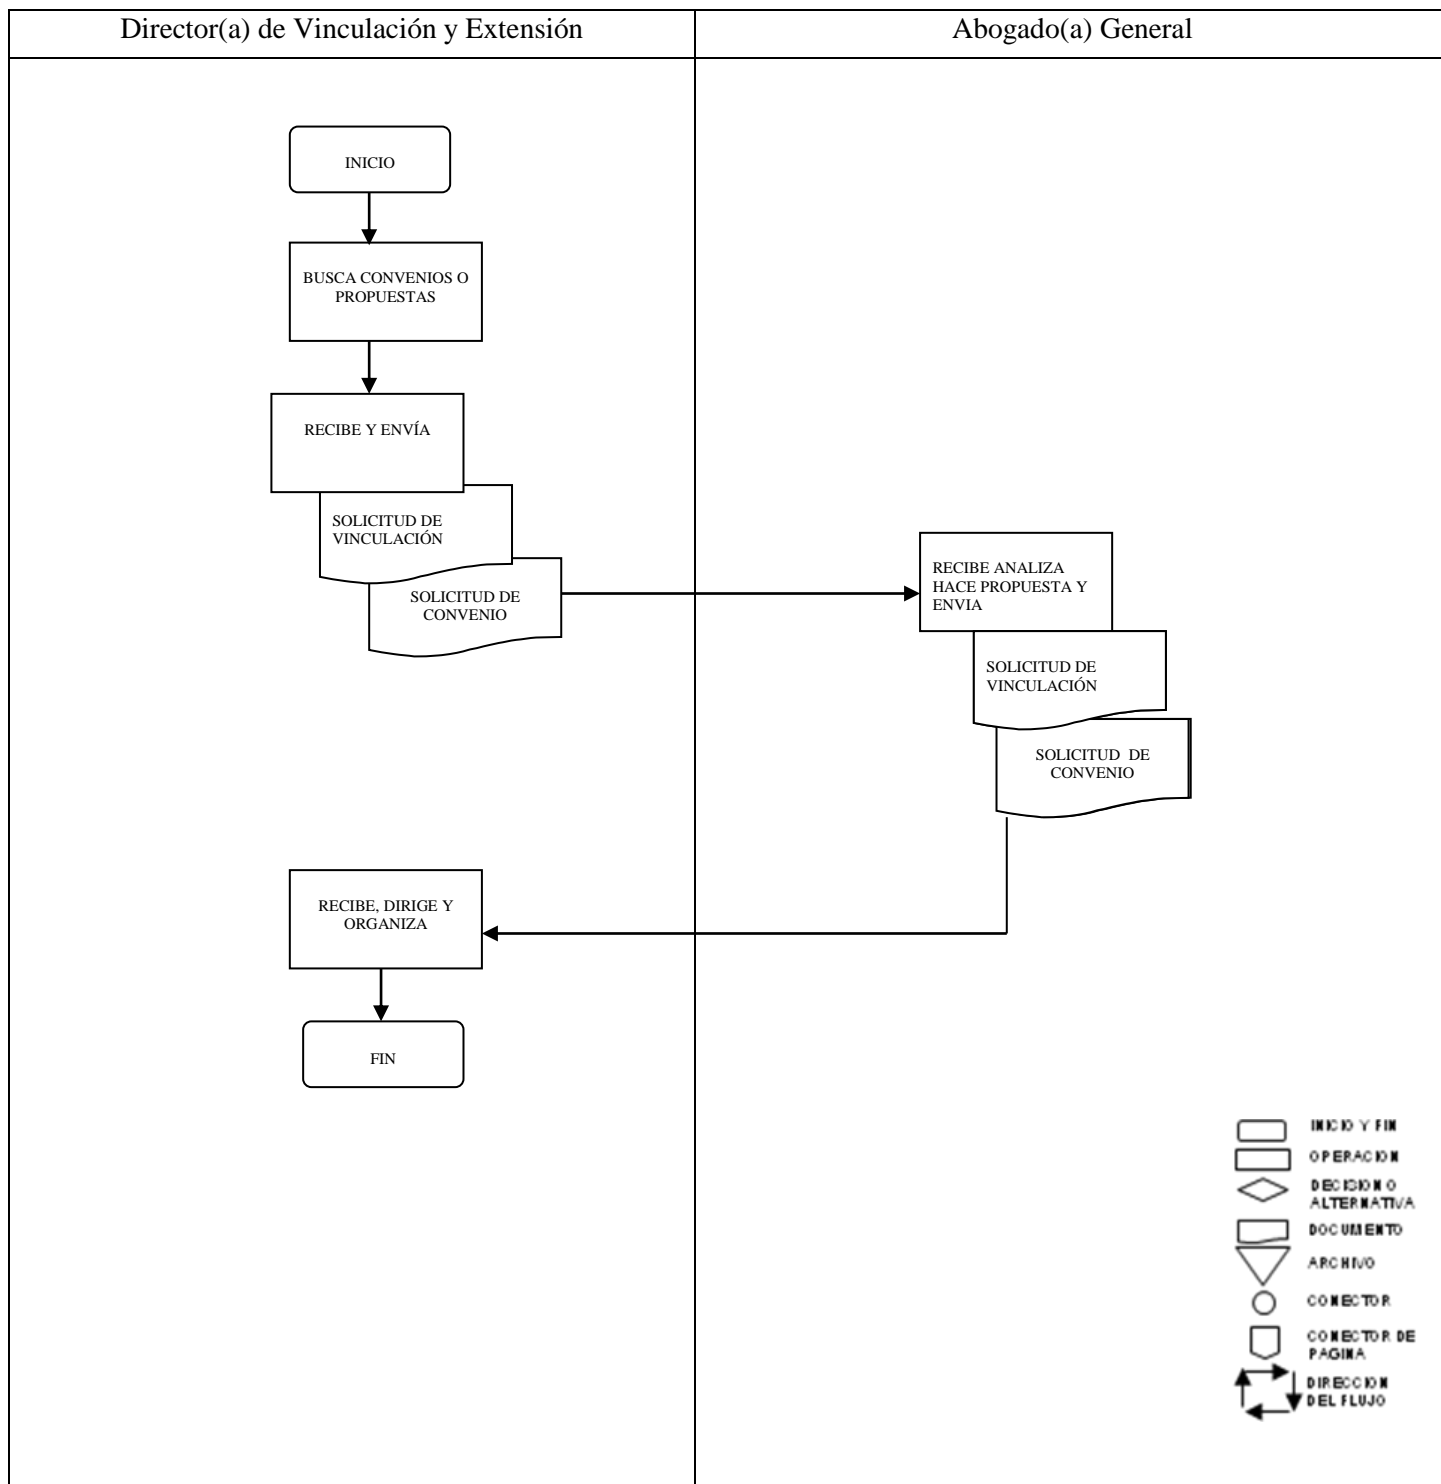 Director(a) de Vinculación y Extensión
Abogado(a) General
INICIO
BUSCA CONVENIOS O
PROPUESTAS
RECIBE Y ENVÍA
SOLICITUD DE
VINCULACIÓN
SOLICITUD DE
CONVENIO
RECIBE ANALIZA
HACE PROPUESTA Y
ENVIA
SOLICITUD DE
VINCULACIÓN
SOLICITUD  DE
CONVENIO
RECIBE, DIRIGE Y
ORGANIZA
FIN
INICIO Y FIN
OPERACION
DECISION O
ALTERNATIVA
DOCUMENTO
ARCHIVO
CONECTOR
CONECTOR DE
PAGINA
DIRECCION
DEL FLUJO